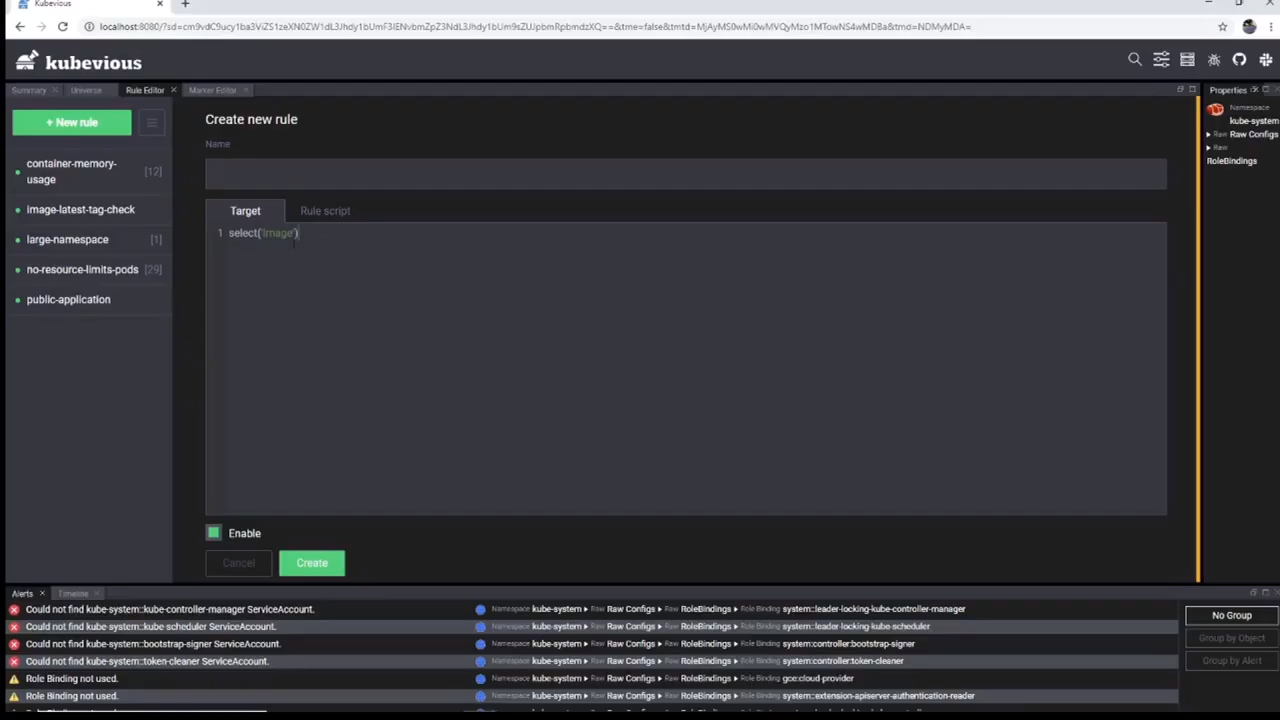 Kubevious
localhost:8080/?sd=cm9vdC9ucy1ba3ViZS1zeXN0ZW1dL3Jhdy1bUmF3IENvbmZpZ3NdL3Jhdy1bUm9sZUJpbmRpbmdzXQ==&tme=false&tmtd=MjAyMS0wMi0wMVQyMzo1MTowNS4wMDBa&tmd=NDMyMDA=
kubevious
Summary
Universe
Rule Editor
Marker Editor
Properties
+ New rule
container-memory-
usage
[12]
image-latest-tag-check
large-namespace
[1]
no-resource-limits-pods
[29]
public-application
Create new rule
Name
Target
Rule script
1 select('Image')
Enable
Cancel
Create
Namespace
kube-system
Raw Raw Configs
Raw
RoleBindings
Alerts
Timeline
Could not find kube-system::kube-controller-manager ServiceAccount.
Namespace kube-system Raw Raw Configs Raw RoleBindings Role Binding system::leader-locking-kube-controller-manager
Could not find kube-system::kube-scheduler ServiceAccount.
Namespace kube-system Raw Raw Configs Raw RoleBindings Role Binding system::leader-locking-kube-scheduler
Could not find kube-system::bootstrap-signer ServiceAccount.
Namespace kube-system Raw Raw Configs Raw RoleBindings Role Binding system:controller:bootstrap-signer
Could not find kube-system::token-cleaner ServiceAccount.
Namespace kube-system Raw Raw Configs Raw RoleBindings Role Binding system:controller:token-cleaner
Role Binding not used.
Namespace kube-system Raw Raw Configs Raw RoleBindings Role Binding gce:cloud-provider
Role Binding not used.
Namespace kube-system Raw Raw Configs Raw RoleBindings Role Binding system::extension-apiserver-authentication-reader
No Group
Group by Object
Group by Alert